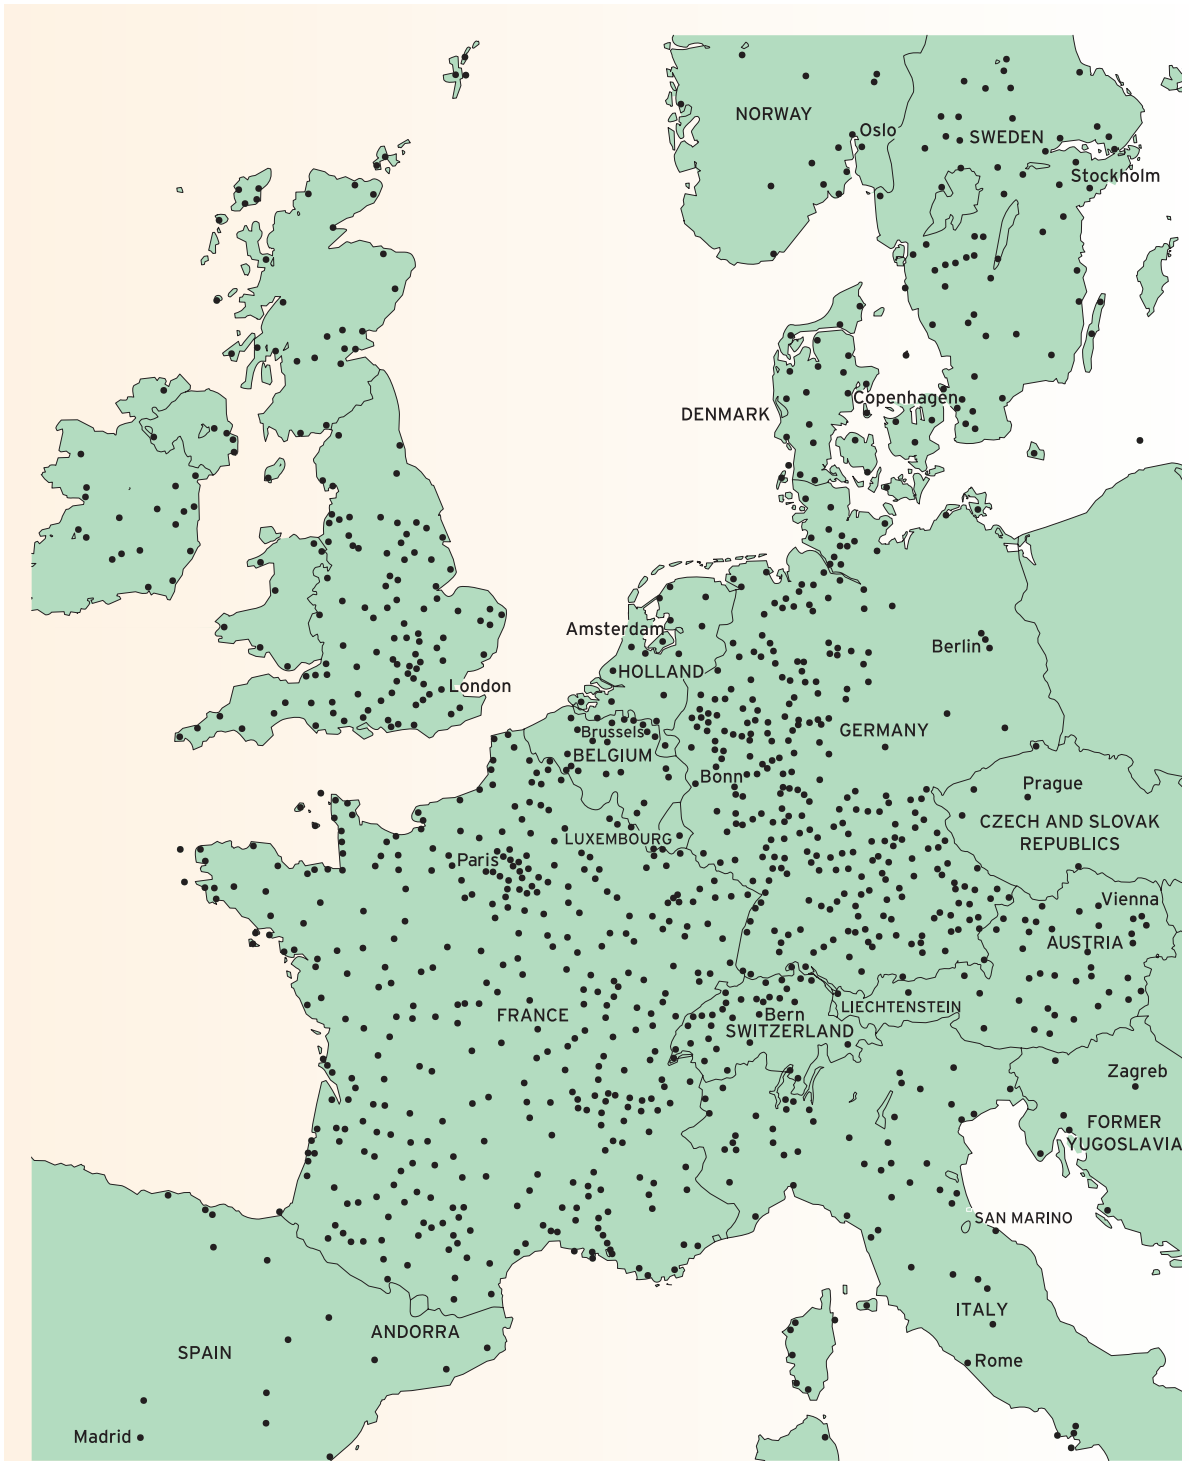 NORWAY
Oslo
SWEDEN
Stockholm
Copenhagen
DENMARK
Amsterdam
Berlin
HOLLAND
London
Brussels
GERMANY
BELGIUM
Bonn
Prague
CZECH AND SLOVAK
REPUBLICS
LUXEMBOURG
Paris
Vienna
AUSTRIA
LIECHTENSTEIN
FRANCE
Bern
SWITZERLAND
Zagreb
FORMER
YUGOSLAVIA
SAN MARINO
ITALY
ANDORRA
SPAIN
Rome
Madrid